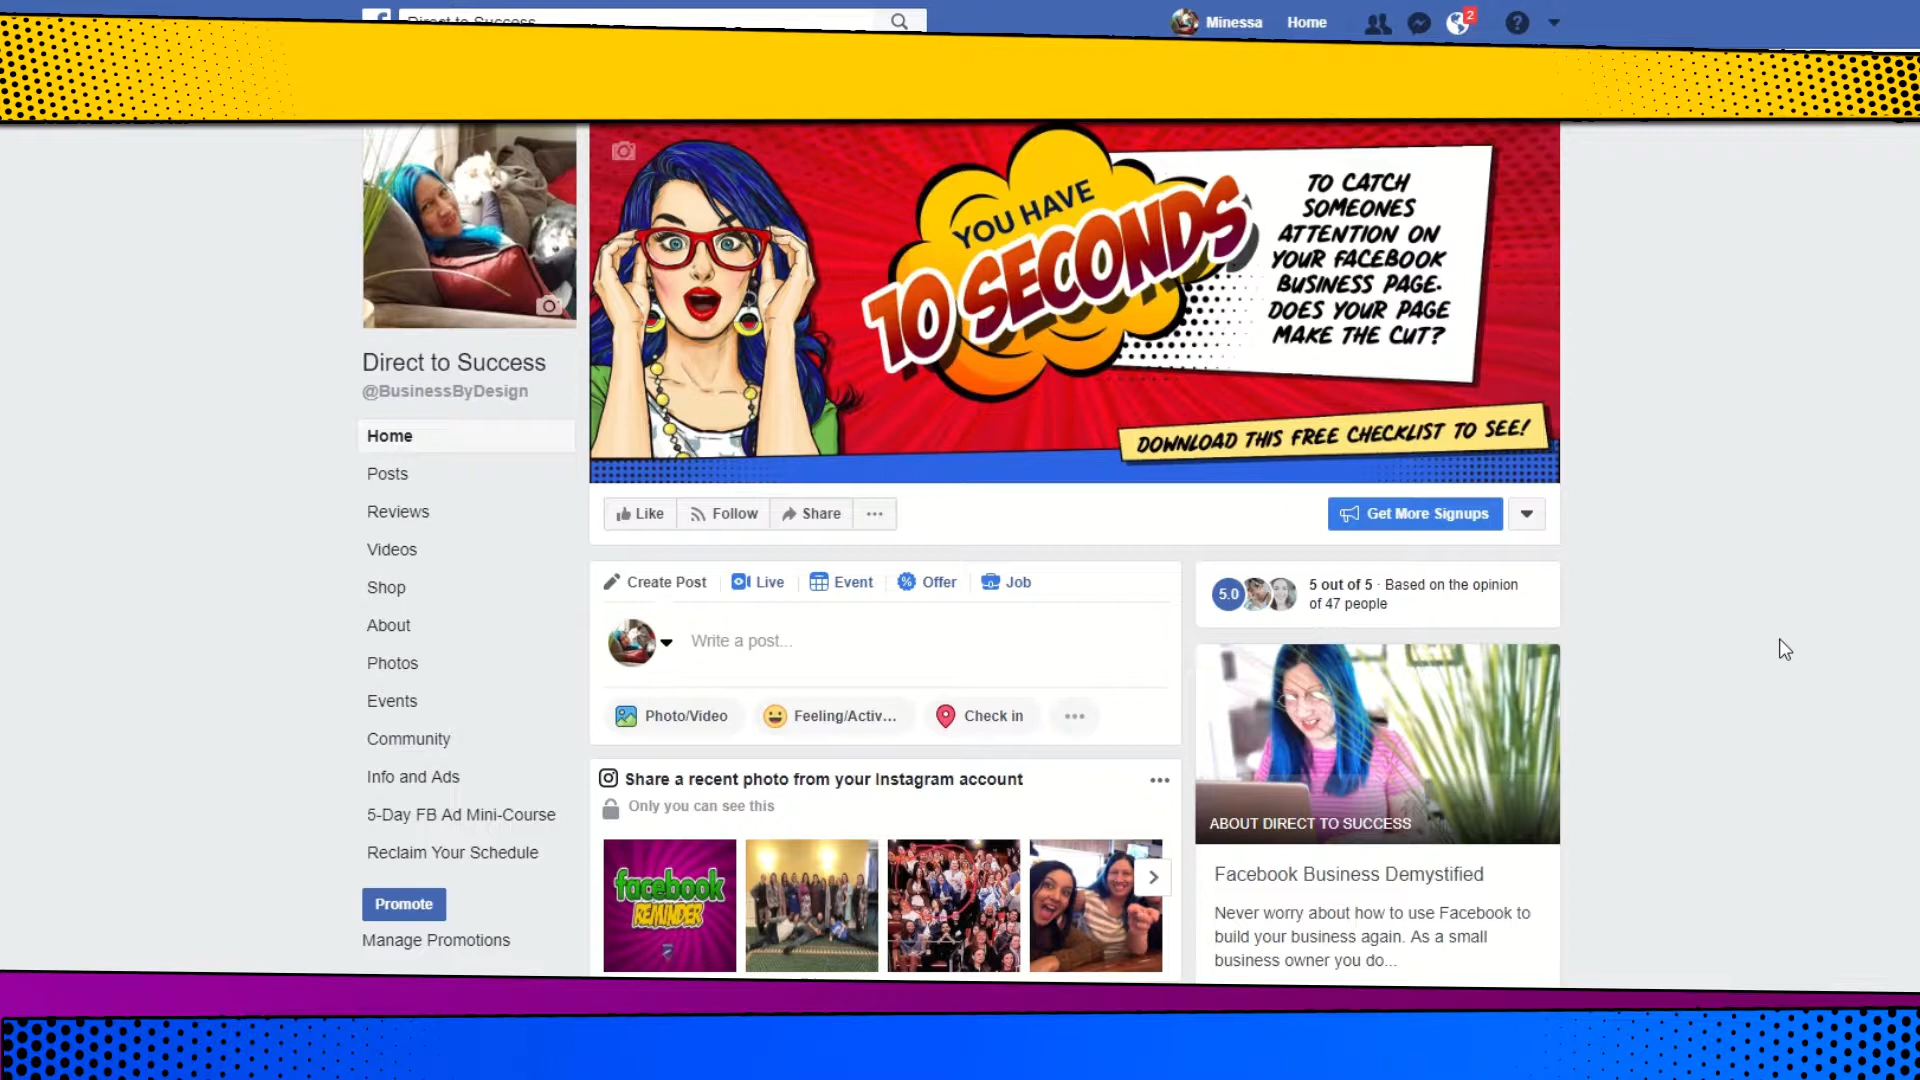 Direct to Success
Minessa
Home
2
YOU HAVE
10 SECONDS
TO CATCH
SOMEONES
ATTENTION ON
YOUR FACEBOOK
BUSINESS PAGE.
DOES YOUR PAGE
MAKE THE CUT?
DOWNLOAD THIS FREE CHECKLIST TO SEE!
Direct to Success
@BusinessByDesign
Home
Posts
Reviews
Videos
Shop
About
Photos
Events
Community
Info and Ads
5-Day FB Ad Mini-Course
Reclaim Your Schedule
Promote
Manage Promotions
Like
Follow
Share
Get More Signups
Create Post
Live
Event
Offer
Job
Write a post...
Photo/Video
Feeling/Activ...
Check in
Share a recent photo from your Instagram account
Only you can see this
facebook
REMINDER
5.0
5 out of 5 · Based on the opinion
of 47 people
ABOUT DIRECT TO SUCCESS
Facebook Business Demystified
Never worry about how to use Facebook to
build your business again. As a small
business owner you do...